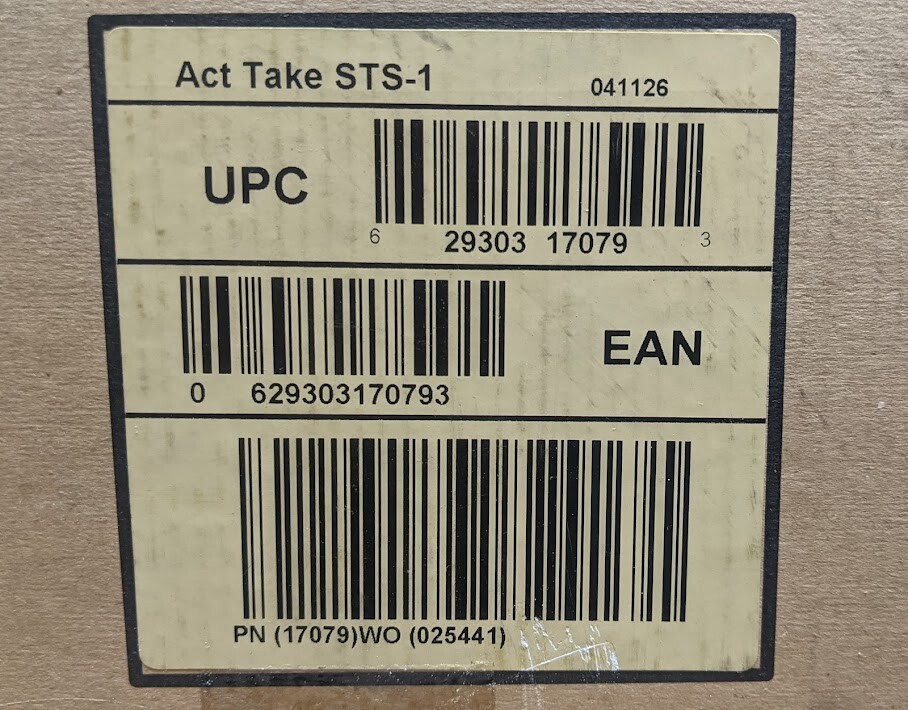 Act Take STS-1 041126
UPC
6 29303 17079 3
EAN
0 629303170793
PN (17079)WO (025441)